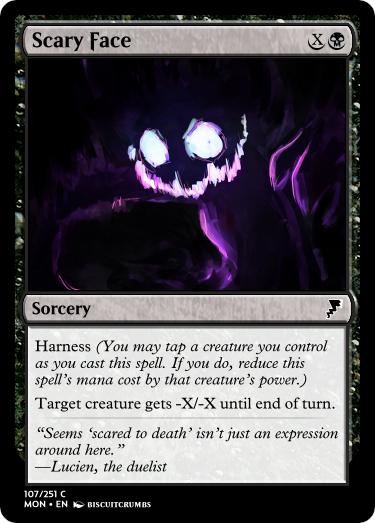 Scary Face X
Sorcery
Harness (You may tap a creature you control
as you cast this spell. If you do, reduce this
spell's mana cost by that creature's power.)
Target creature gets -X/-X until end of turn.
"Seems 'scared to death' isn't just an expression
around here."
—Lucien, the duelist
107/251 C
MON • EN BISCUITCRUMBS